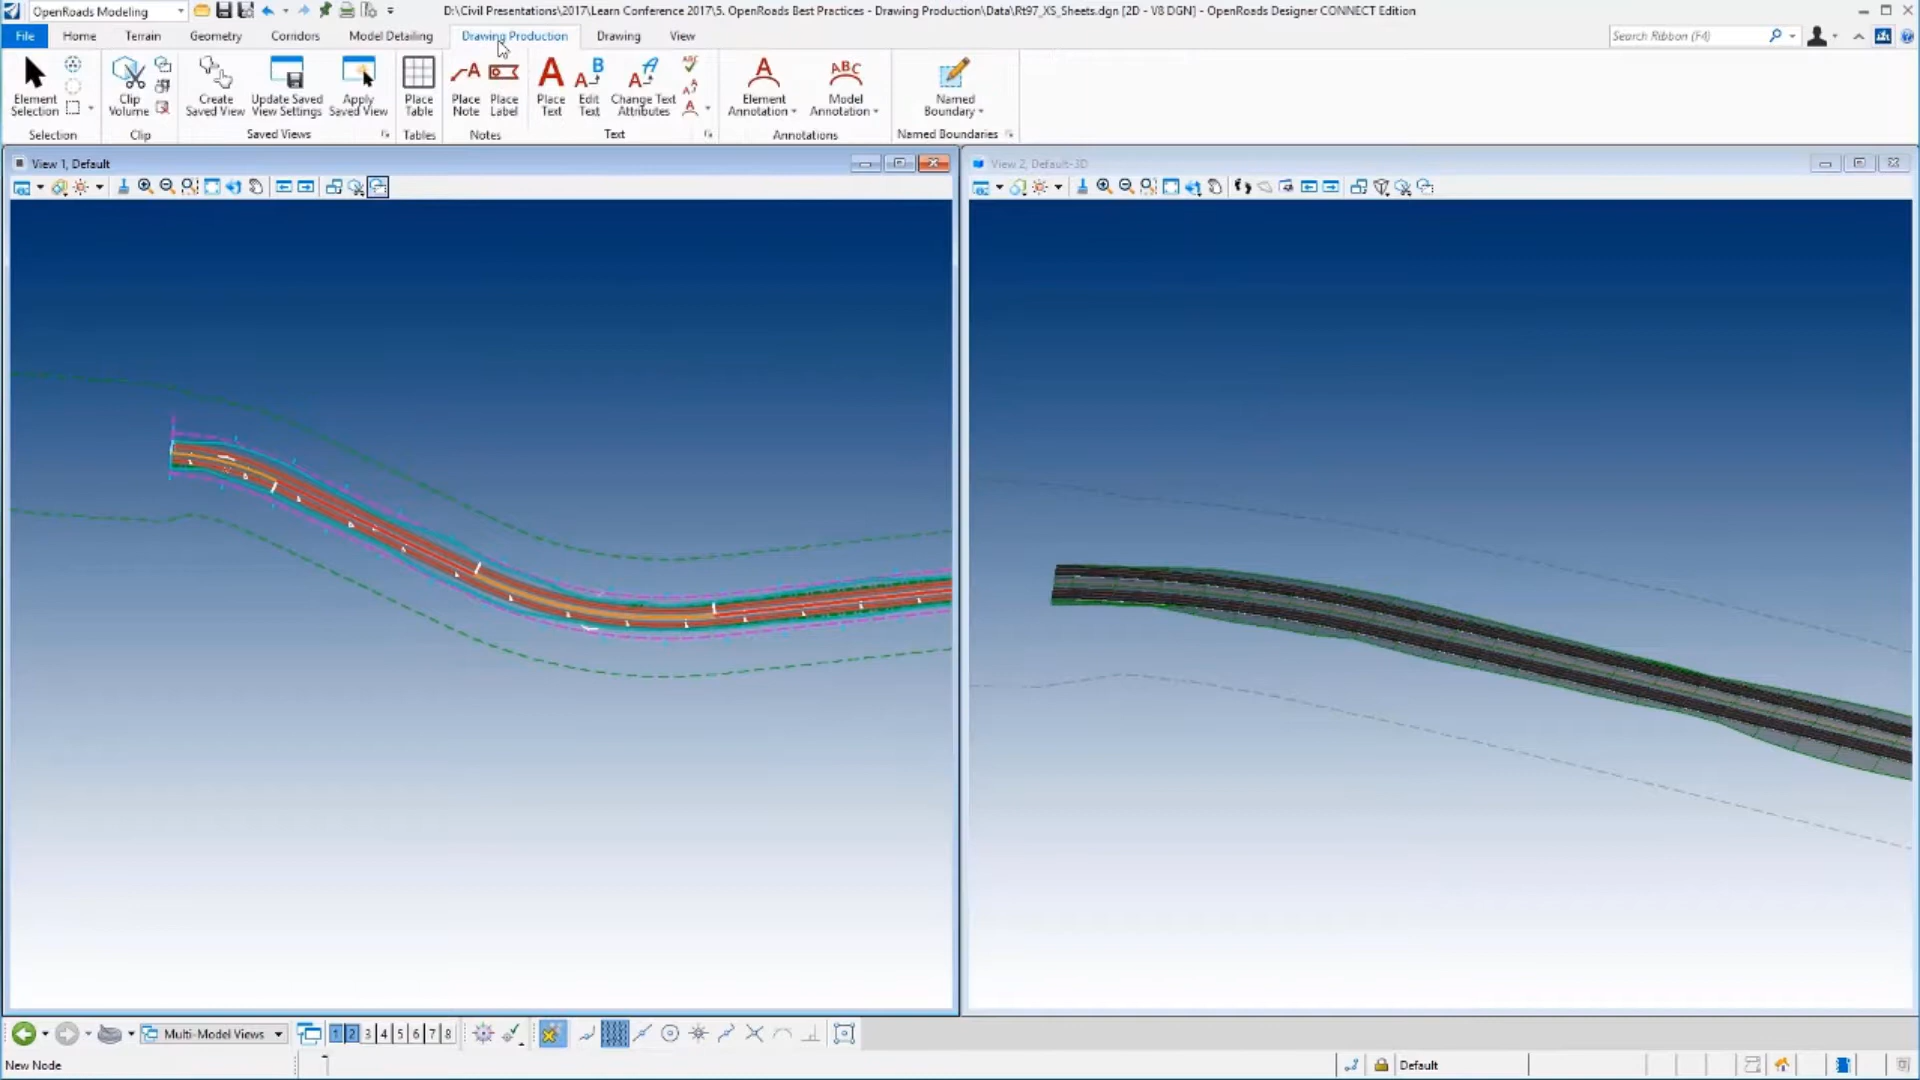 OpenRoads Modeling
D:\Civil Presentations\2017\Learn Conference 2017\5. OpenRoads Best Practices - Drawing Production\Data\Rt97_XS_Sheets.dgn [2D - V8 DGN] - OpenRoads Designer CONNECT Edition
File Home Terrain Geometry Corridors Model Detailing Drawing Production Drawing View
Search Ribbon (F4)
Element Selection
Clip Volume
Create Saved View
Update Saved View Settings
Apply Saved View
Place Table
Place Note
Place Label
Place Text
Edit Text
Change Text Attributes
Element Annotation
Model Annotation
Named Boundary
Selection Clip Saved Views Tables Notes Text Annotations Named Boundaries
View 1, Default
View 2, Default-3D
Multi-Model Views
1 2 3 4 5 6 7 8
New Node
Default